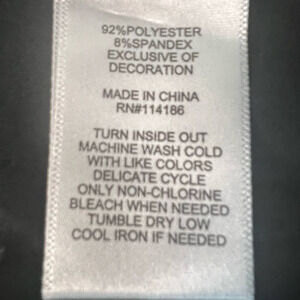 92%POLYESTER
8%SPANDEX
EXCLUSIVE OF
DECORATION
MADE IN CHINA
RN#114186
TURN INSIDE OUT
MACHINE WASH COLD
WITH LIKE COLORS
DELICATE CYCLE
ONLY NON-CHLORINE
BLEACH WHEN NEEDED
TUMBLE DRY LOW
COOL IRON IF NEEDED